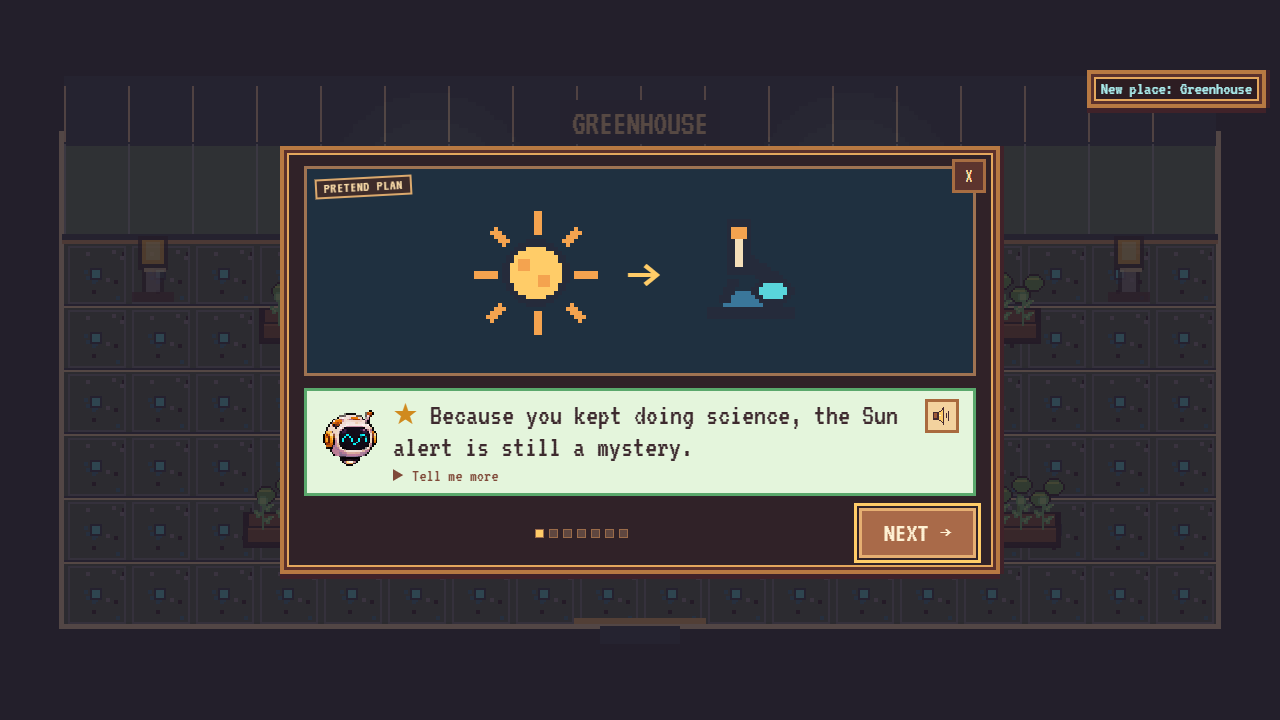 New place: Greenhouse
GREENHOUSE
PRETEND PLAN
X
★ Because you kept doing science, the Sun
alert is still a mystery.
▶ Tell me more
NEXT →